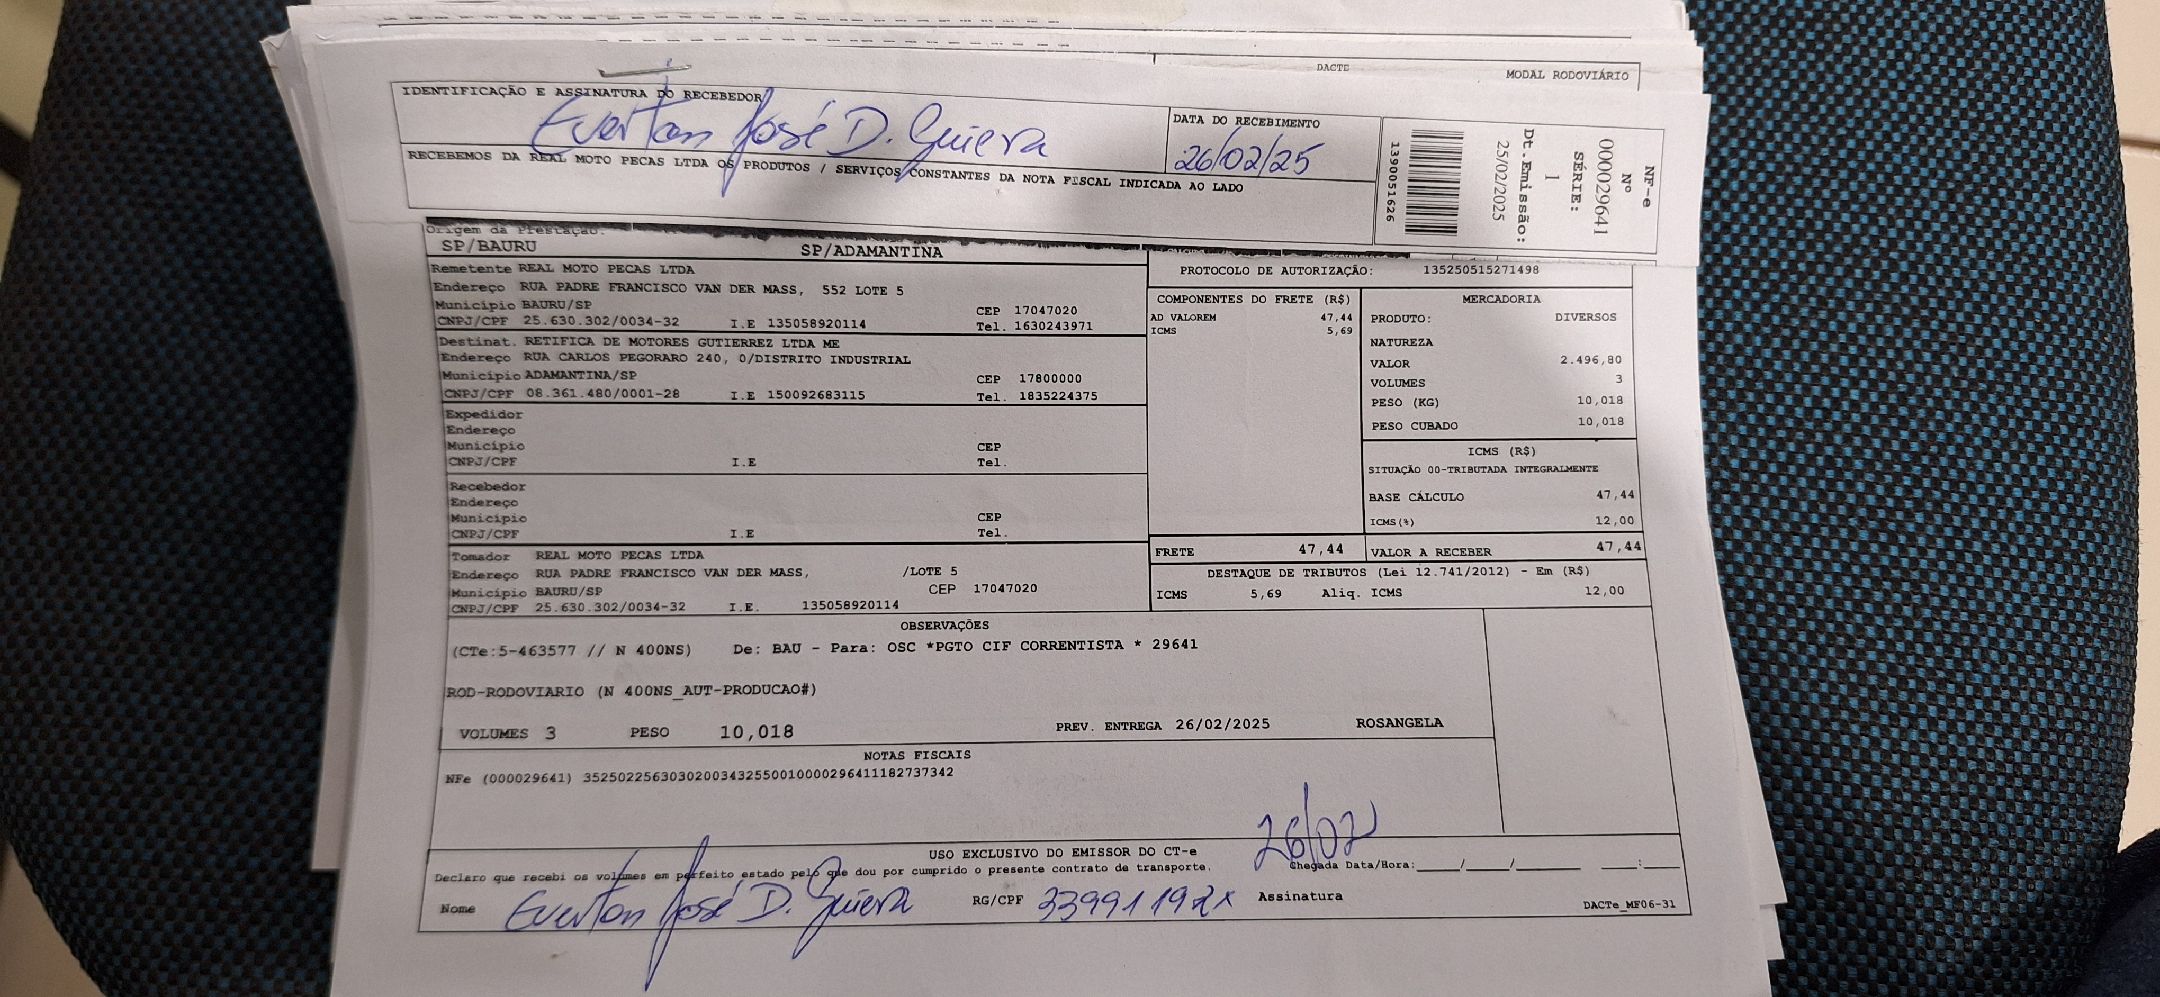 DACTE
MODAL RODOVIÁRIO
IDENTIFICAÇÃO E ASSINATURA DO RECEBEDOR
Everton José D. Guiera
DATA DO RECEBIMENTO
26/02/25
RECEBEMOS DA REAL MOTO PECAS LTDA OS PRODUTOS / SERVIÇOS CONSTANTES DA NOTA FISCAL INDICADA AO LADO
1390051626
NF-e
Nº
000029641
SÉRIE:
1
Dt.Emissão:
25/02/2025
Origem da Prestação:
SP/BAURU SP/ADAMANTINA
Remetente REAL MOTO PECAS LTDA
Endereço RUA PADRE FRANCISCO VAN DER MASS, 552 LOTE 5
Município BAURU/SP CEP 17047020
CNPJ/CPF 25.630.302/0034-32 I.E 135058920114 Tel. 1630243971
Destinat. RETIFICA DE MOTORES GUTIERREZ LTDA ME
Endereço RUA CARLOS PEGORARO 240, 0/DISTRITO INDUSTRIAL
Município ADAMANTINA/SP CEP 17800000
CNPJ/CPF 08.361.480/0001-28 I.E 150092683115 Tel. 1835224375
Expedidor
Endereço
Município CEP
CNPJ/CPF I.E Tel.
Recebedor
Endereço
Município CEP
CNPJ/CPF I.E Tel.
Tomador REAL MOTO PECAS LTDA
Endereço RUA PADRE FRANCISCO VAN DER MASS, /LOTE 5
Município BAURU/SP CEP 17047020
CNPJ/CPF 25.630.302/0034-32 I.E. 135058920114
PROTOCOLO DE AUTORIZAÇÃO: 135250515271498
COMPONENTES DO FRETE (R$)
AD VALOREM 47,44
ICMS 5,69
MERCADORIA
PRODUTO: DIVERSOS
NATUREZA
VALOR 2.496,80
VOLUMES 3
PESO (KG) 10,018
PESO CUBADO 10,018
ICMS (R$)
SITUAÇÃO 00-TRIBUTADA INTEGRALMENTE
BASE CÁLCULO 47,44
ICMS(%) 12,00
FRETE 47,44 VALOR A RECEBER 47,44
DESTAQUE DE TRIBUTOS (Lei 12.741/2012) - Em (R$)
ICMS 5,69 Aliq. ICMS 12,00
OBSERVAÇÕES
(CTe:5-463577 // N 400NS) De: BAU - Para: OSC *PGTO CIF CORRENTISTA * 29641
ROD-RODOVIARIO (N 400NS_AUT-PRODUCAO#)
VOLUMES 3 PESO 10,018 PREV. ENTREGA 26/02/2025 ROSANGELA
NOTAS FISCAIS
NFe (000029641) 35250225630302003432550010000296411182737342
USO EXCLUSIVO DO EMISSOR DO CT-e
26/02
Declaro que recebi os volumes em perfeito estado pelo que dou por cumprido o presente contrato de transporte. Chegada Data/Hora:____/____/______ ____:____
Nome Everton José D. Guiera RG/CPF 33991192x Assinatura
DACTe_MF06-31